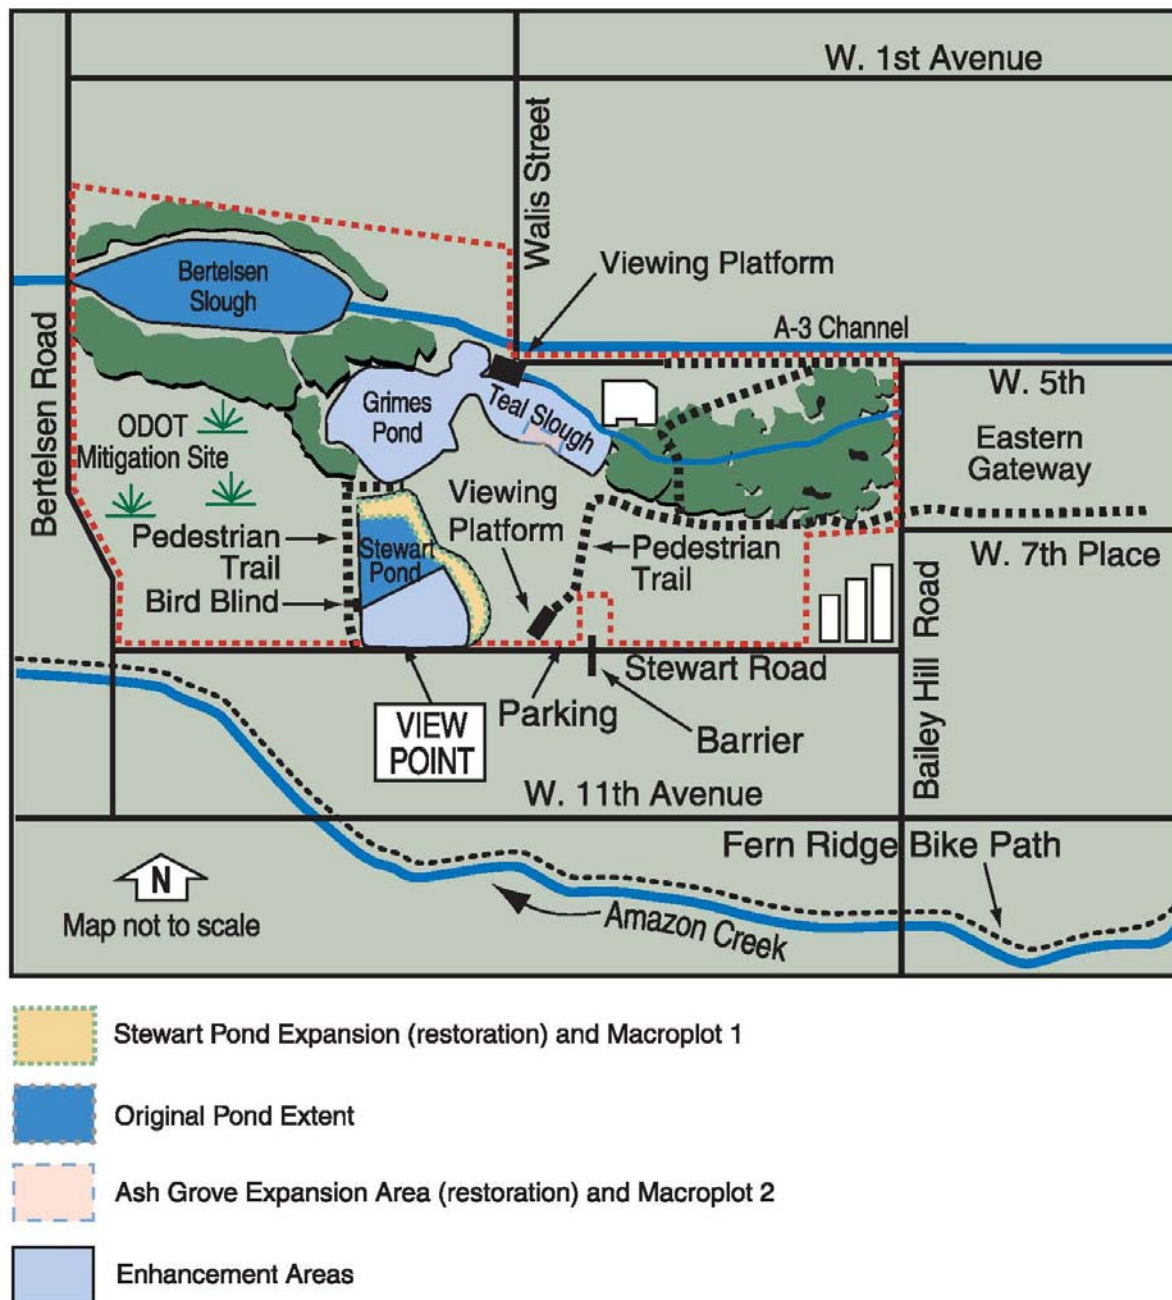 W. 1st Avenue
Walis Street
Viewing Platform
Bertelsen
Slough
A-3 Channel
Bertelsen Road
W. 5th
Grimes
Pond
Teal Slough
ODOT
Mitigation Site
Eastern
Gateway
Viewing
Platform
Pedestrian
Trail
Stewart
Pond
Pedestrian
Trail
W. 7th Place
Bird Blind
Stewart Road
Bailey Hill Road
VIEW
POINT
Parking
Barrier
W. 11th Avenue
Fern Ridge Bike Path
N
Map not to scale
Amazon Creek
Stewart Pond Expansion (restoration) and Macroplot 1
Original Pond Extent
Ash Grove Expansion Area (restoration) and Macroplot 2
Enhancement Areas